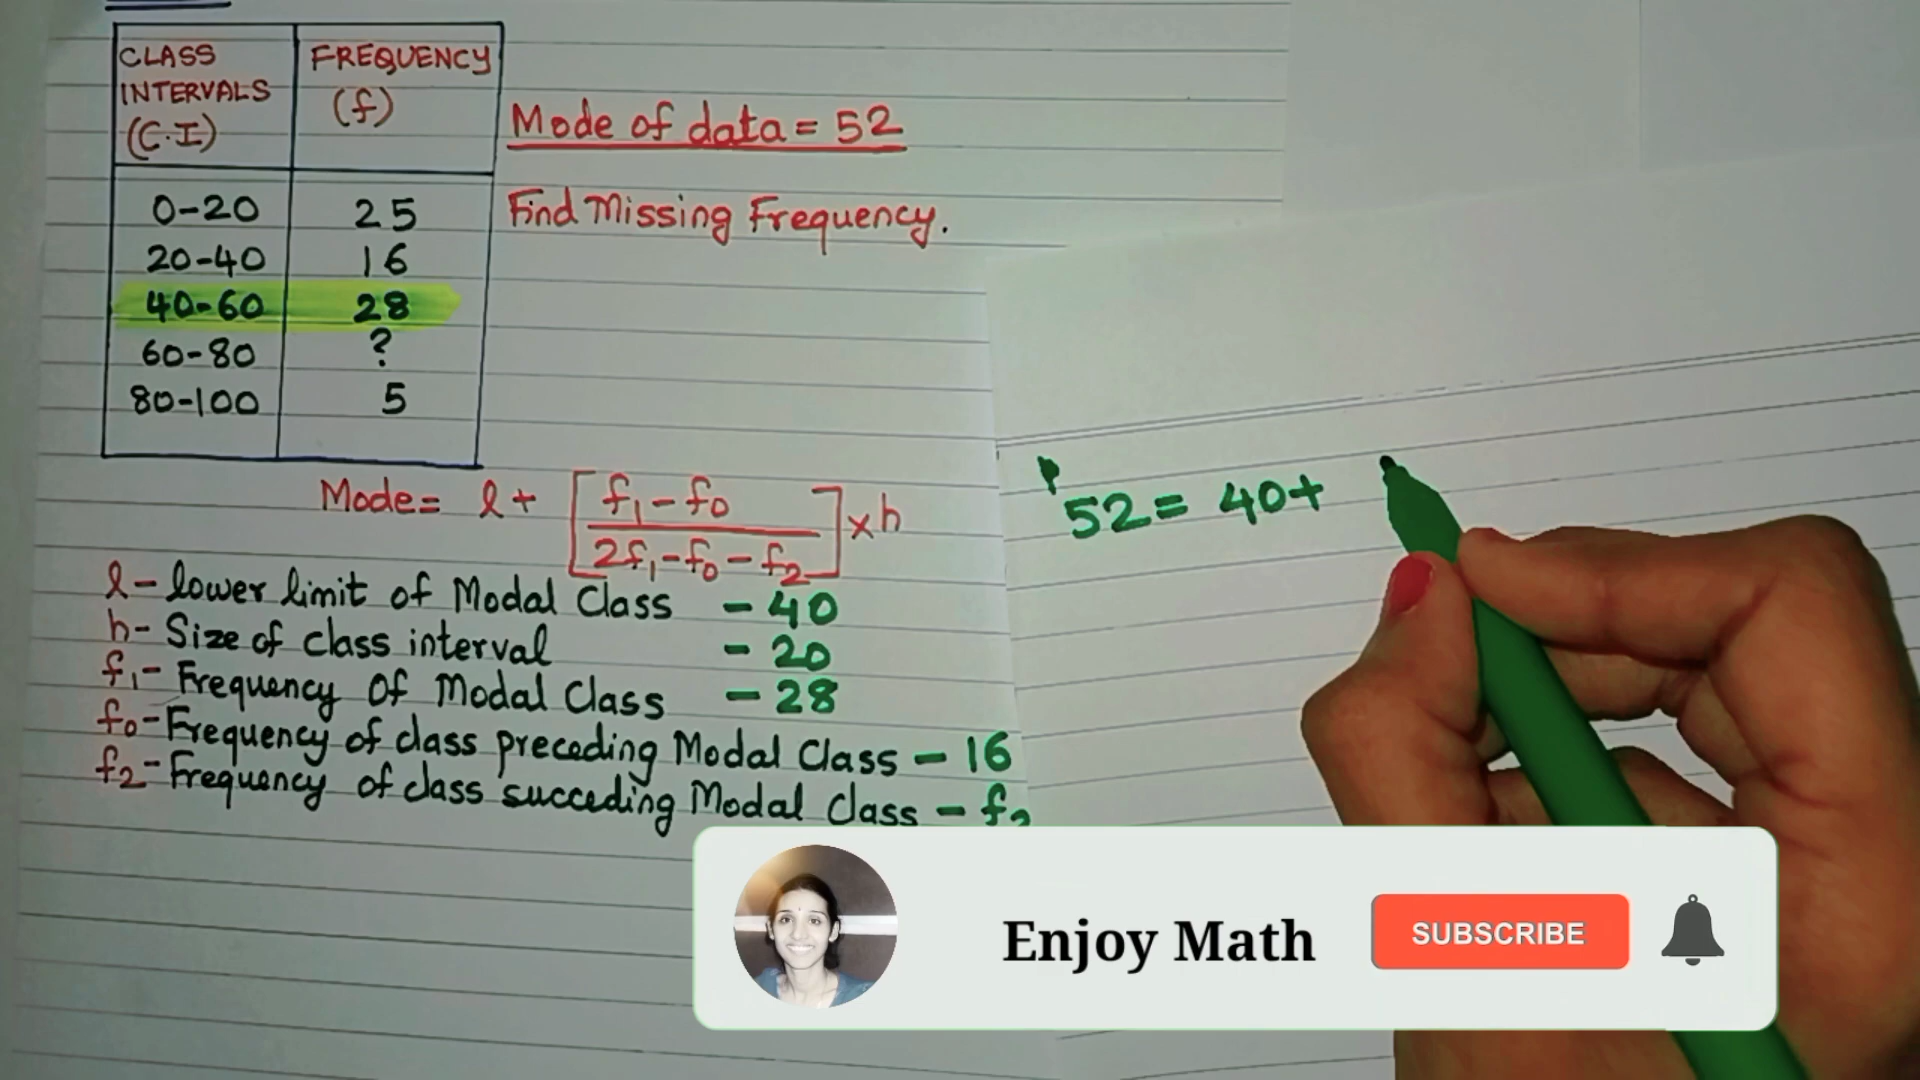 CLASS INTERVALS (C.I) FREQUENCY (f)
0-20 25
20-40 16
40-60 28
60-80 ?
80-100 5
Mode of data = 52
Find Missing Frequency.
Mode = l + [f₁ - f₀ / 2f₁ - f₀ - f₂] × h
l - lower limit of Modal Class - 40
h - Size of class interval - 20
f₁ - Frequency Of Modal Class - 28
f₀ - Frequency of class preceding Modal Class - 16
f₂ - Frequency of class succeding Modal Class - f₂
52 = 40 +
Enjoy Math
SUBSCRIBE